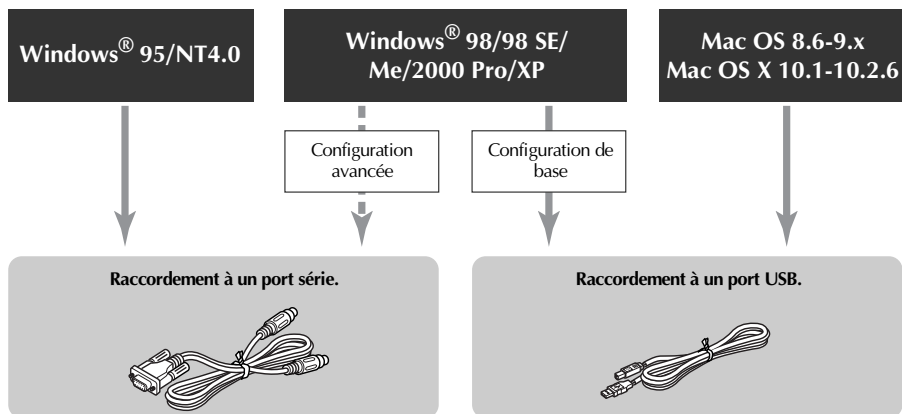 Windows® 95/NT4.0
Windows® 98/98 SE/
Me/2000 Pro/XP
Mac OS 8.6-9.x
Mac OS X 10.1-10.2.6
Configuration
avancée
Configuration de
base
Raccordement à un port série.
Raccordement à un port USB.